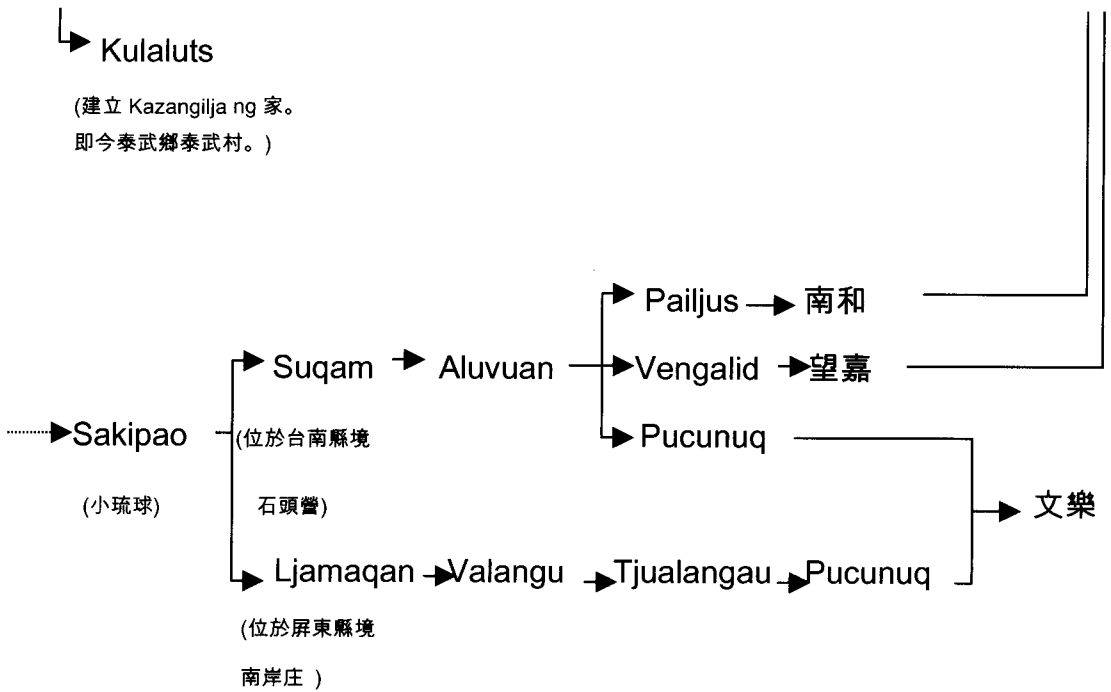 Kulaluts
(建立 Kazangilja ng 家。
即今泰武鄉泰武村。)
Pailjus
南和
Suqam
Aluvuan
Vengalid
望嘉
Sakipao
(位於台南縣境
Pucunuq
(小琉球)
石頭營)
文樂
Ljamaqan
Valangu
Tjualangau
Pucunuq
(位於屏東縣境
南岸庄 )